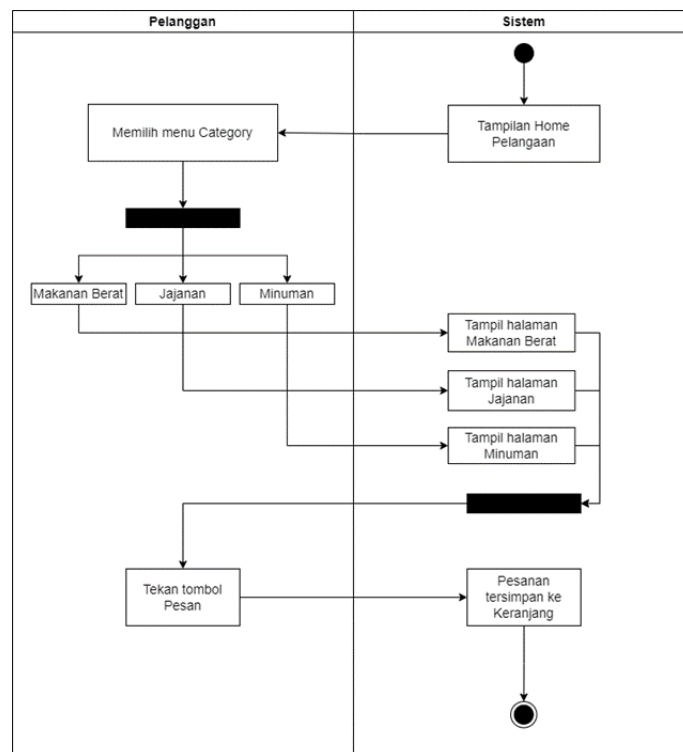 Pelanggan
Sistem
Tampilan Home
Pelangaan
Memilih menu Category
Makanan Berat
Jajanan
Minuman
Tampil halaman
Makanan Berat
Tampil halaman
Jajanan
Tampil halaman
Minuman
Tekan tombol
Pesan
Pesanan
tersimpan ke
Keranjang